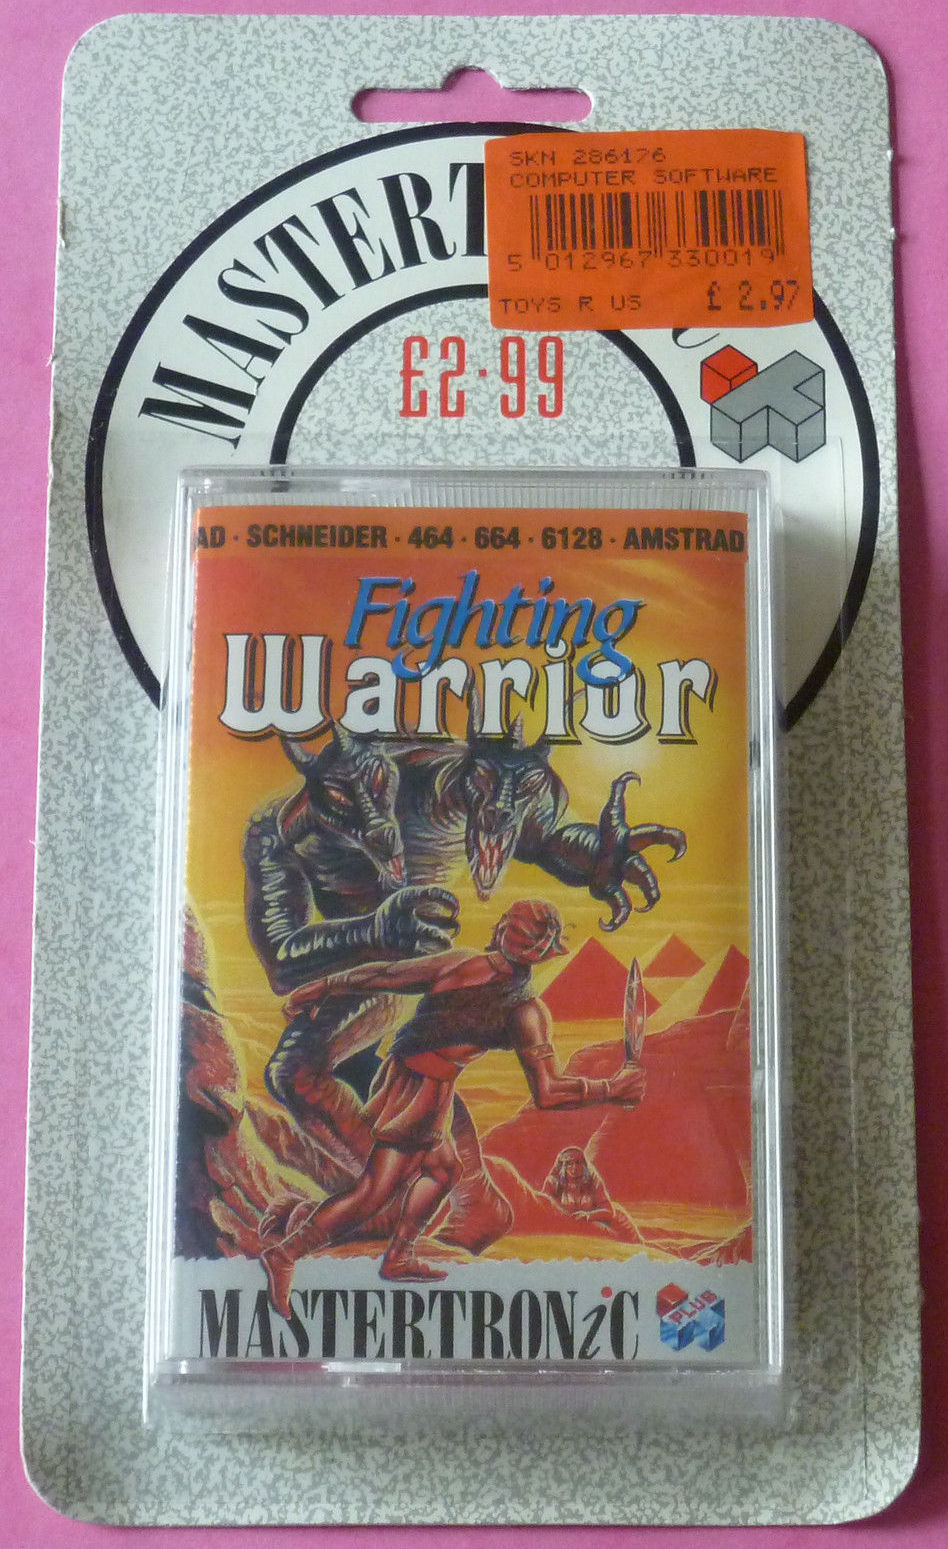 MASTERT
C
SKN 286176
COMPUTER SOFTWARE
5 012967 330019
TOYS R US £ 2.97
£2·99
AD · SCHNEIDER · 464 · 664 · 6128 · AMSTRAD
Fighting
Warrior
MASTERTRONiC
PLUS